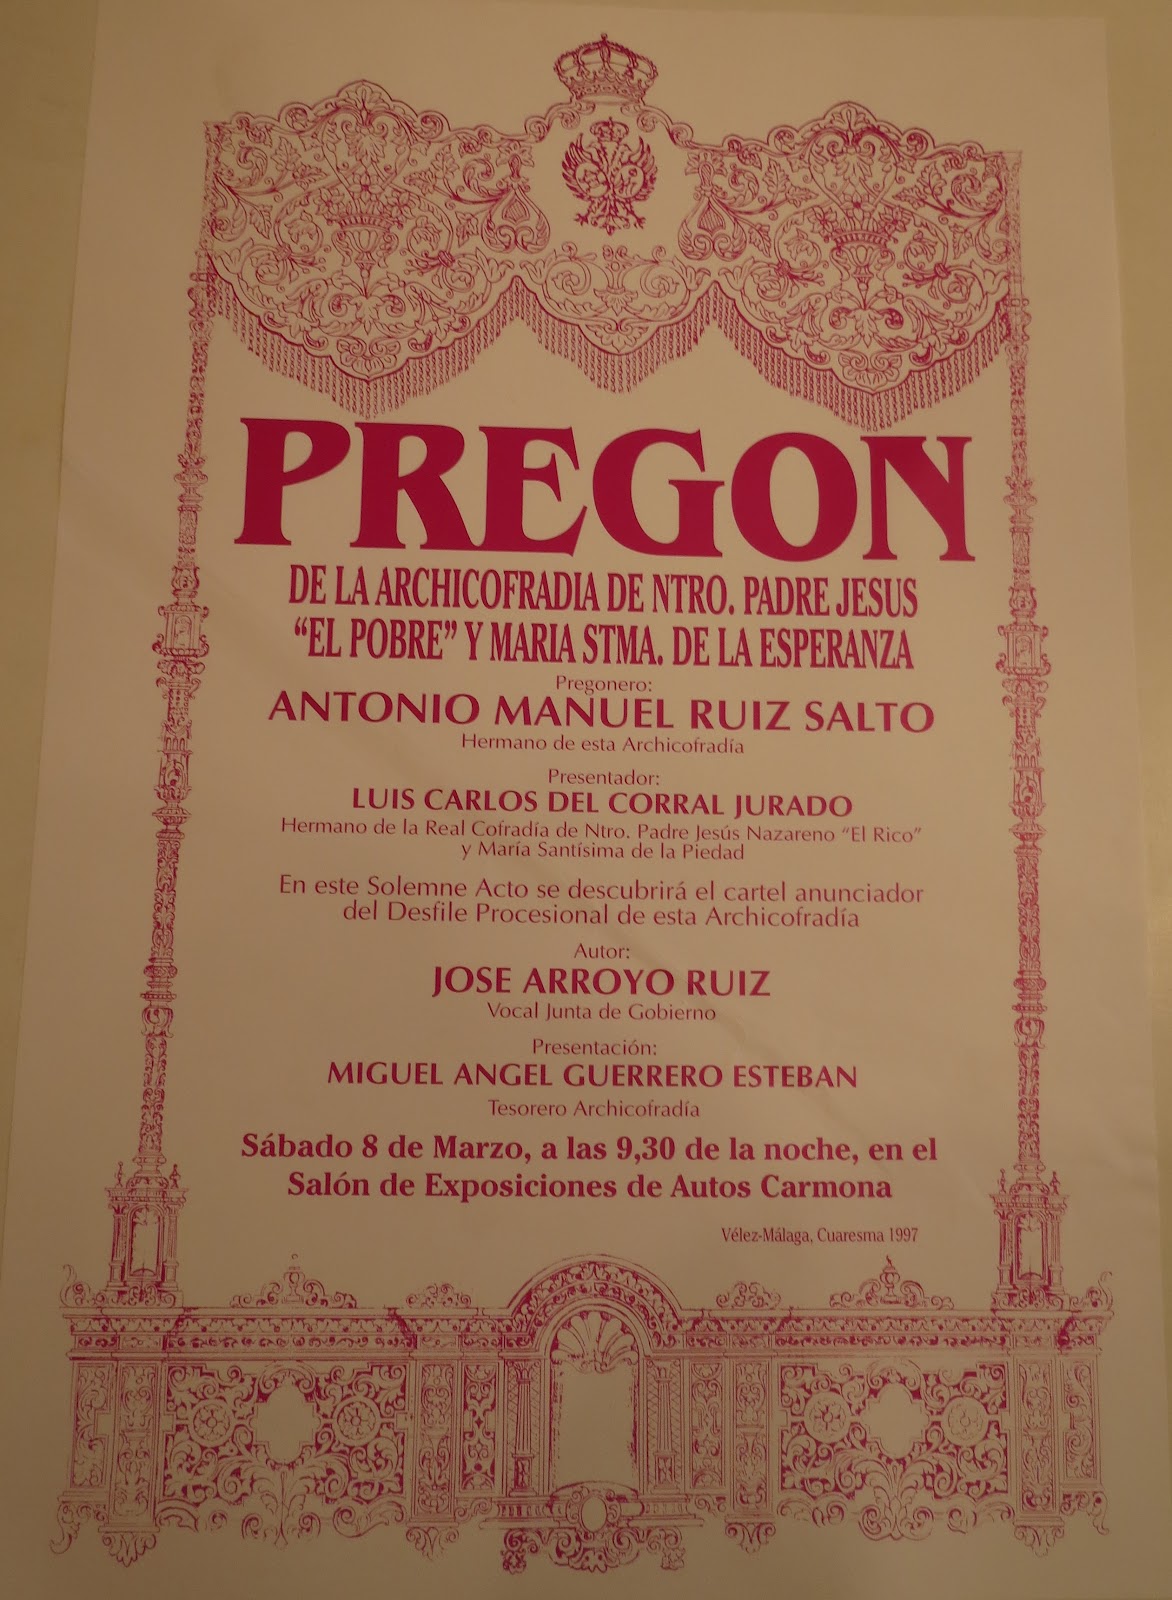 PREGON
DE LA ARCHICOFRADIA DE NTRO. PADRE JESUS
“EL POBRE” Y MARIA STMA. DE LA ESPERANZA
Pregonero:
ANTONIO MANUEL RUIZ SALTO
Hermano de esta Archicofradía
Presentador:
LUIS CARLOS DEL CORRAL JURADO
Hermano de la Real Cofradía de Ntro. Padre Jesús Nazareno “El Rico”
y María Santísima de la Piedad
En este Solemne Acto se descubrirá el cartel anunciador
del Desfile Procesional de esta Archicofradía
Autor:
JOSE ARROYO RUIZ
Vocal Junta de Gobierno
Presentación:
MIGUEL ANGEL GUERRERO ESTEBAN
Tesorero Archicofradía
Sábado 8 de Marzo, a las 9,30 de la noche, en el
Salón de Exposiciones de Autos Carmona
Vélez-Málaga, Cuaresma 1997